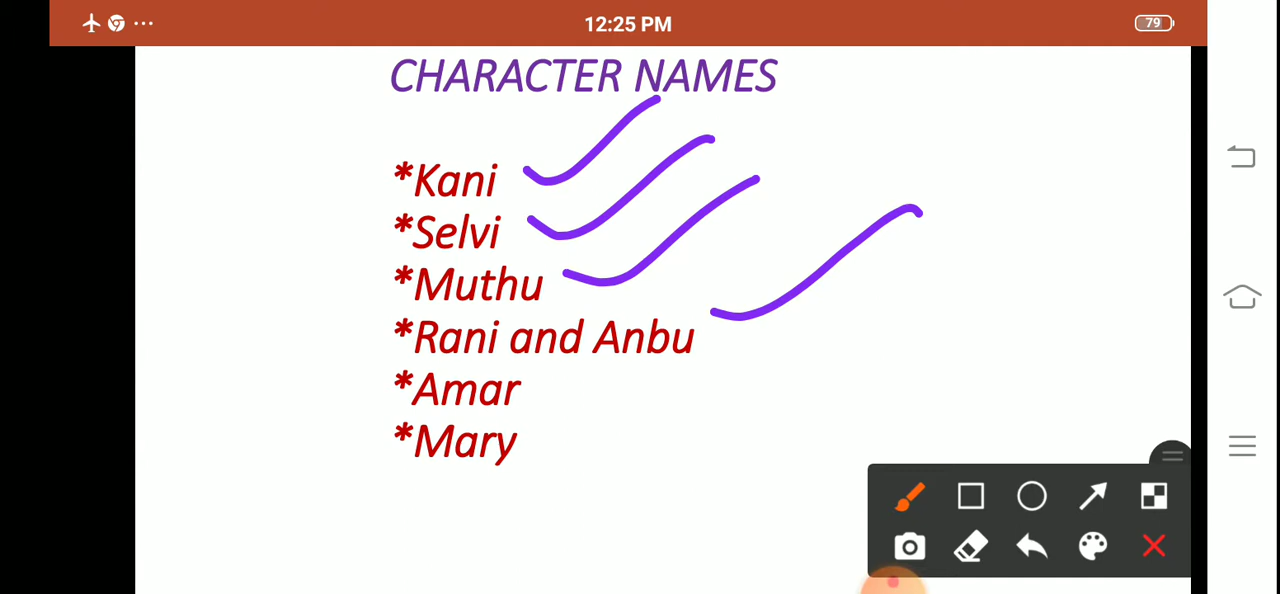 12:25 PM
79
CHARACTER NAMES
*Kani
*Selvi
*Muthu
*Rani and Anbu
*Amar
*Mary